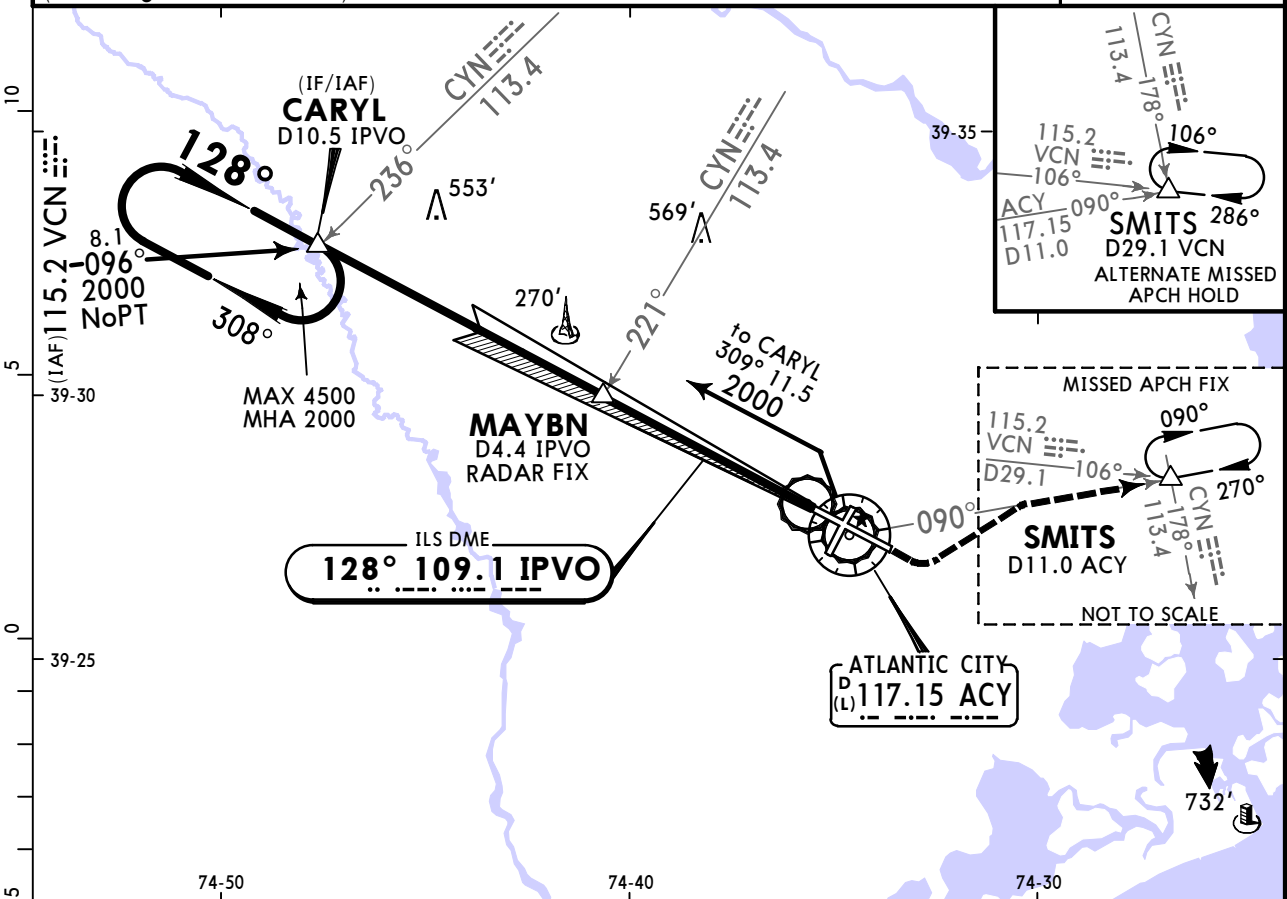 10
5
0
5
(IF/IAF)
CARYL
D10.5 IPVO
CYN
113.4
236°
128°
553'
(IAF)
115.2 VCN
8.1
096°
2000
NoPT
308°
MAX 4500
MHA 2000
39-30
CYN
113.4
569'
221°
270'
to CARYL
309° 11.5
2000
MAYBN
D4.4 IPVO
RADAR FIX
ILS DME
128° 109.1 IPVO
ATLANTIC CITY
D
(L)
117.15 ACY
39-25
39-35
CYN
113.4
178°
115.2
VCN
106°
106°
ACY
090°
117.15
D11.0
286°
SMITS
D29.1 VCN
ALTERNATE MISSED
APCH HOLD
MISSED APCH FIX
115.2
VCN
D29.1
106°
090°
270°
CYN
178°
113.4
090°
SMITS
D11.0 ACY
NOT TO SCALE
732'
74-50
74-40
74-30